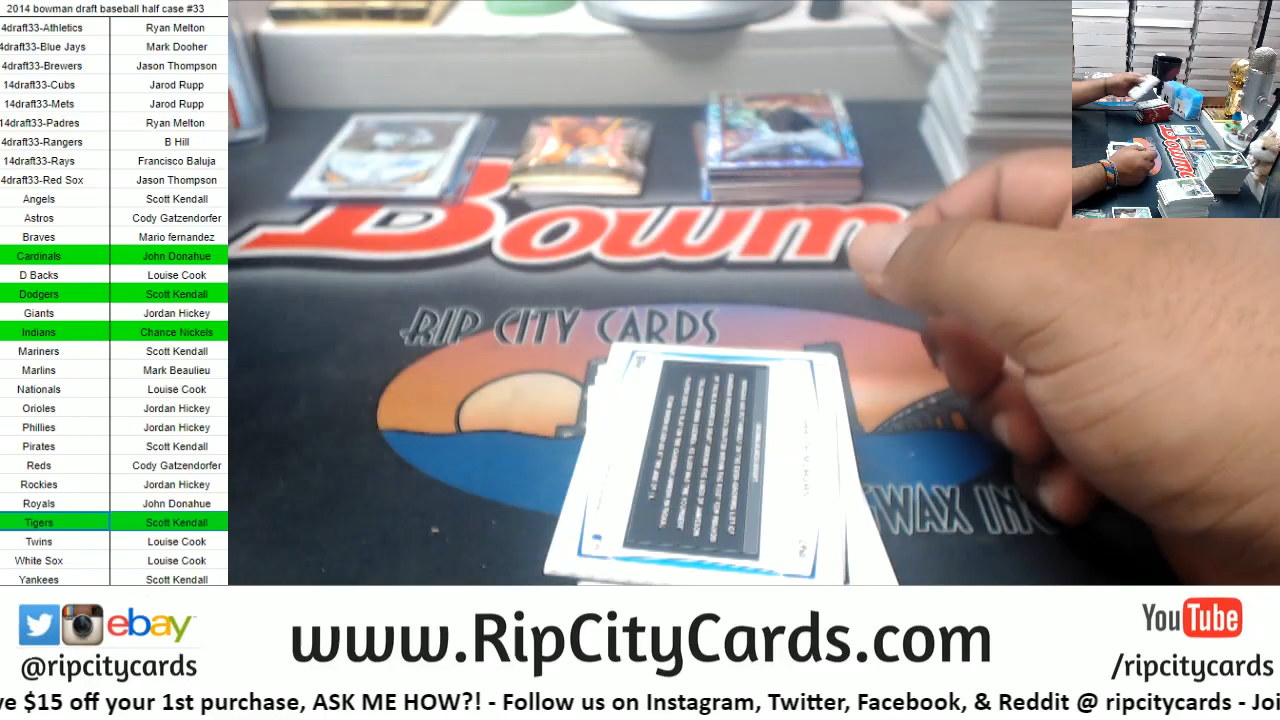 2014 bowman draft baseball half case #33
4draft33-Athletics Ryan Melton
4draft33-Blue Jays Mark Dooher
4draft33-Brewers Jason Thompson
14draft33-Cubs Jarod Rupp
14draft33-Mets Jarod Rupp
14draft33-Padres Ryan Melton
4draft33-Rangers B Hill
14draft33-Rays Francisco Baluja
4draft33-Red Sox Jason Thompson
Angels Scott Kendall
Astros Cody Gatzendorfer
Braves Mario fernandez
Cardinals John Donahue
D Backs Louise Cook
Dodgers Scott Kendall
Giants Jordan Hickey
Indians Chance Nickels
Mariners Scott Kendall
Marlins Mark Beaulieu
Nationals Louise Cook
Orioles Jordan Hickey
Phillies Jordan Hickey
Pirates Scott Kendall
Reds Cody Gatzendorfer
Rockies Jordan Hickey
Royals John Donahue
Tigers Scott Kendall
Twins Louise Cook
White Sox Louise Cook
Yankees Scott Kendall
Bowm
RIP CITY CARDS
WAX IN
Bowm
ebay
@ripcitycards
www.RipCityCards.com
YouTube
/ripcitycards
ve $15 off your 1st purchase, ASK ME HOW?! - Follow us on Instagram, Twitter, Facebook, & Reddit @ ripcitycards - Joi